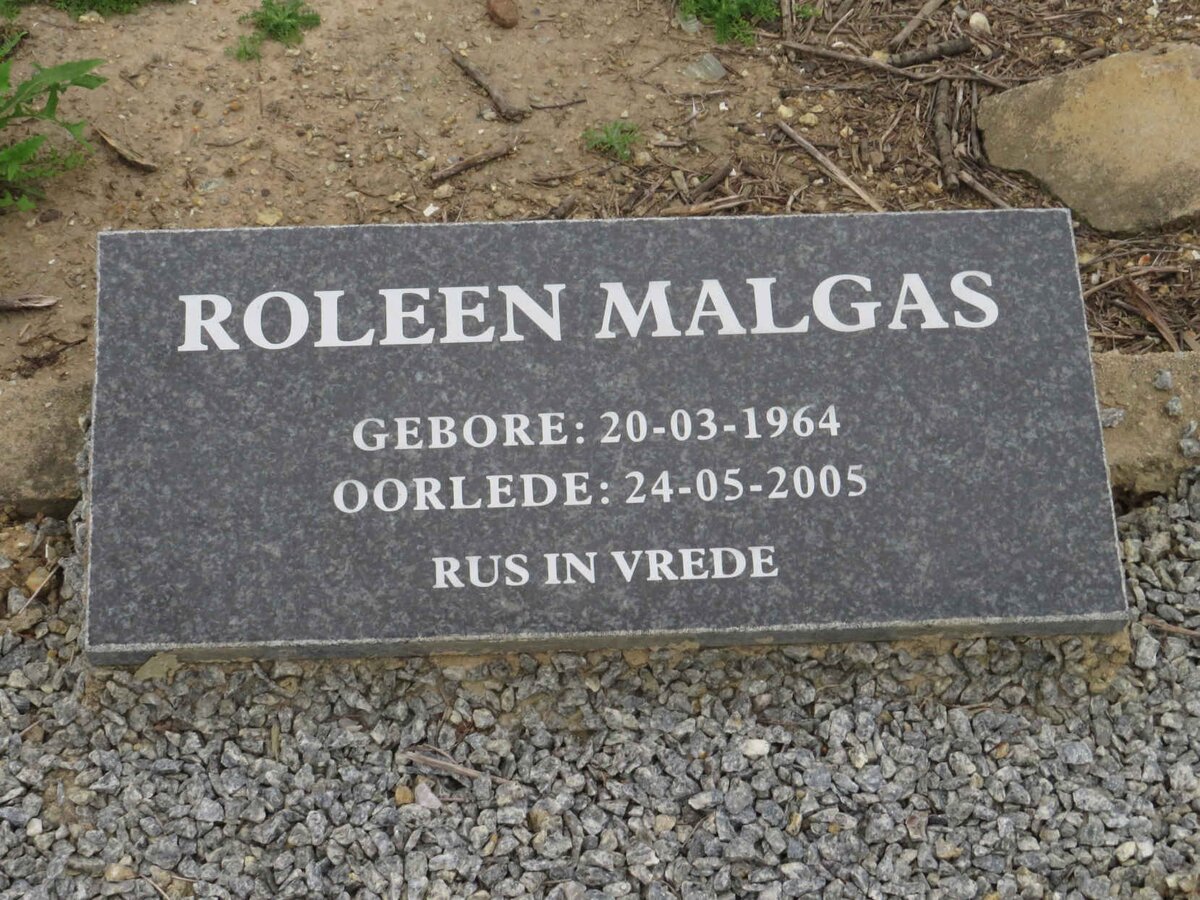 ROLEEN MALGAS
GEBORE: 20-03-1964
OORLEDE: 24-05-2005
RUS IN VREDE